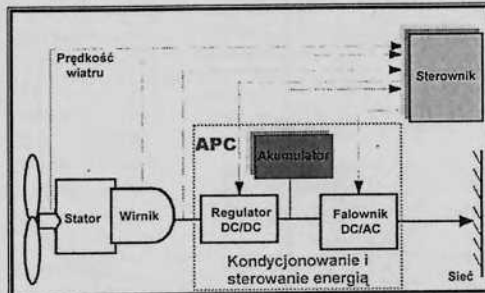 Prędkość
wiatru
Sterownik
APC
Akumulator
Stator
Wirnik
Regulator
DC/DC
Falownik
DC/AC
Kondycjonowanie i
sterowanie energią
Sieć